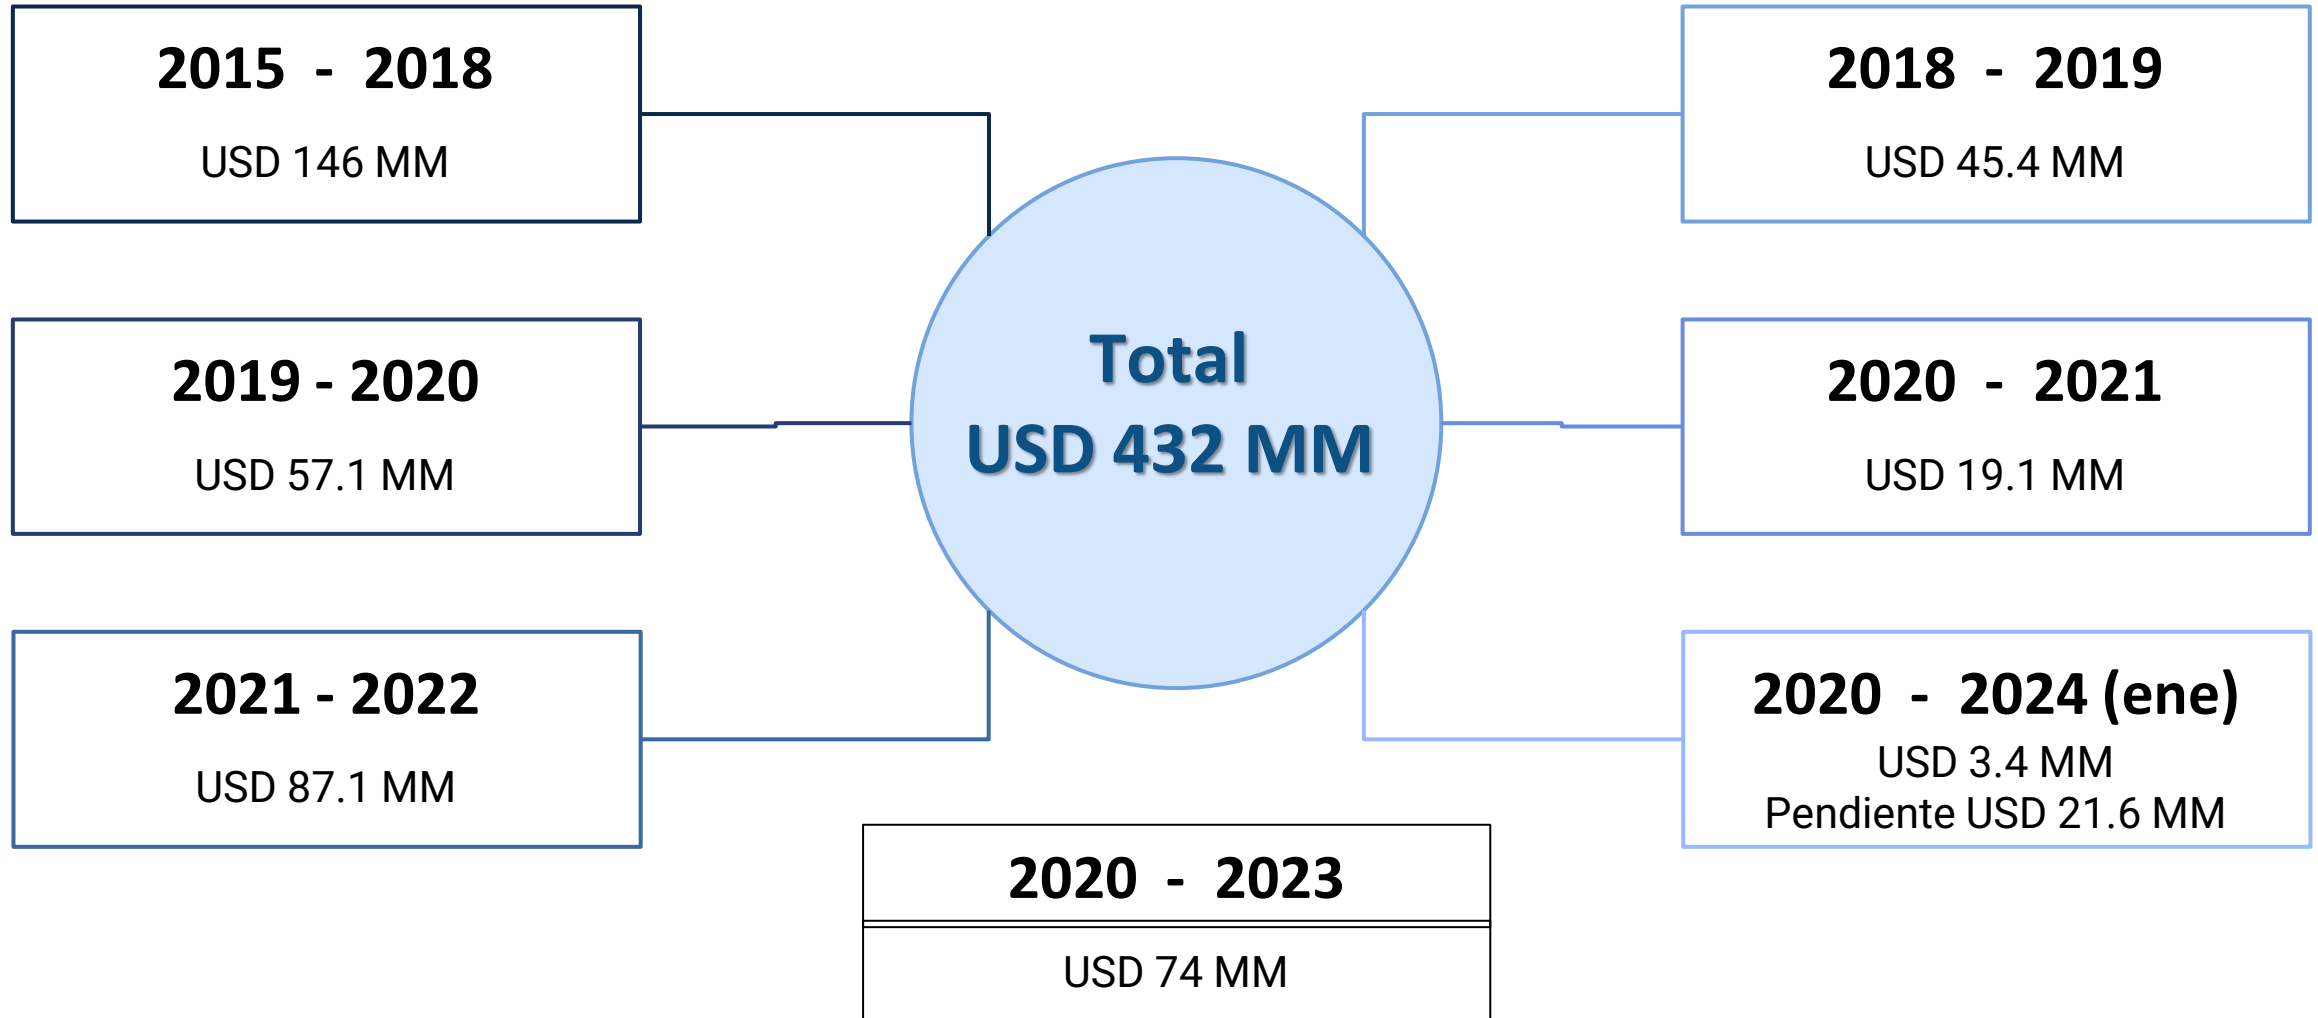 2015 - 2018
USD 146 MM
2018 - 2019
USD 45.4 MM
2019 - 2020
USD 57.1 MM
Total
USD 432 MM
2020 - 2021
USD 19.1 MM
2021 - 2022
USD 87.1 MM
2020 - 2024 (ene)
USD 3.4 MM
Pendiente USD 21.6 MM
2020 - 2023
USD 74 MM